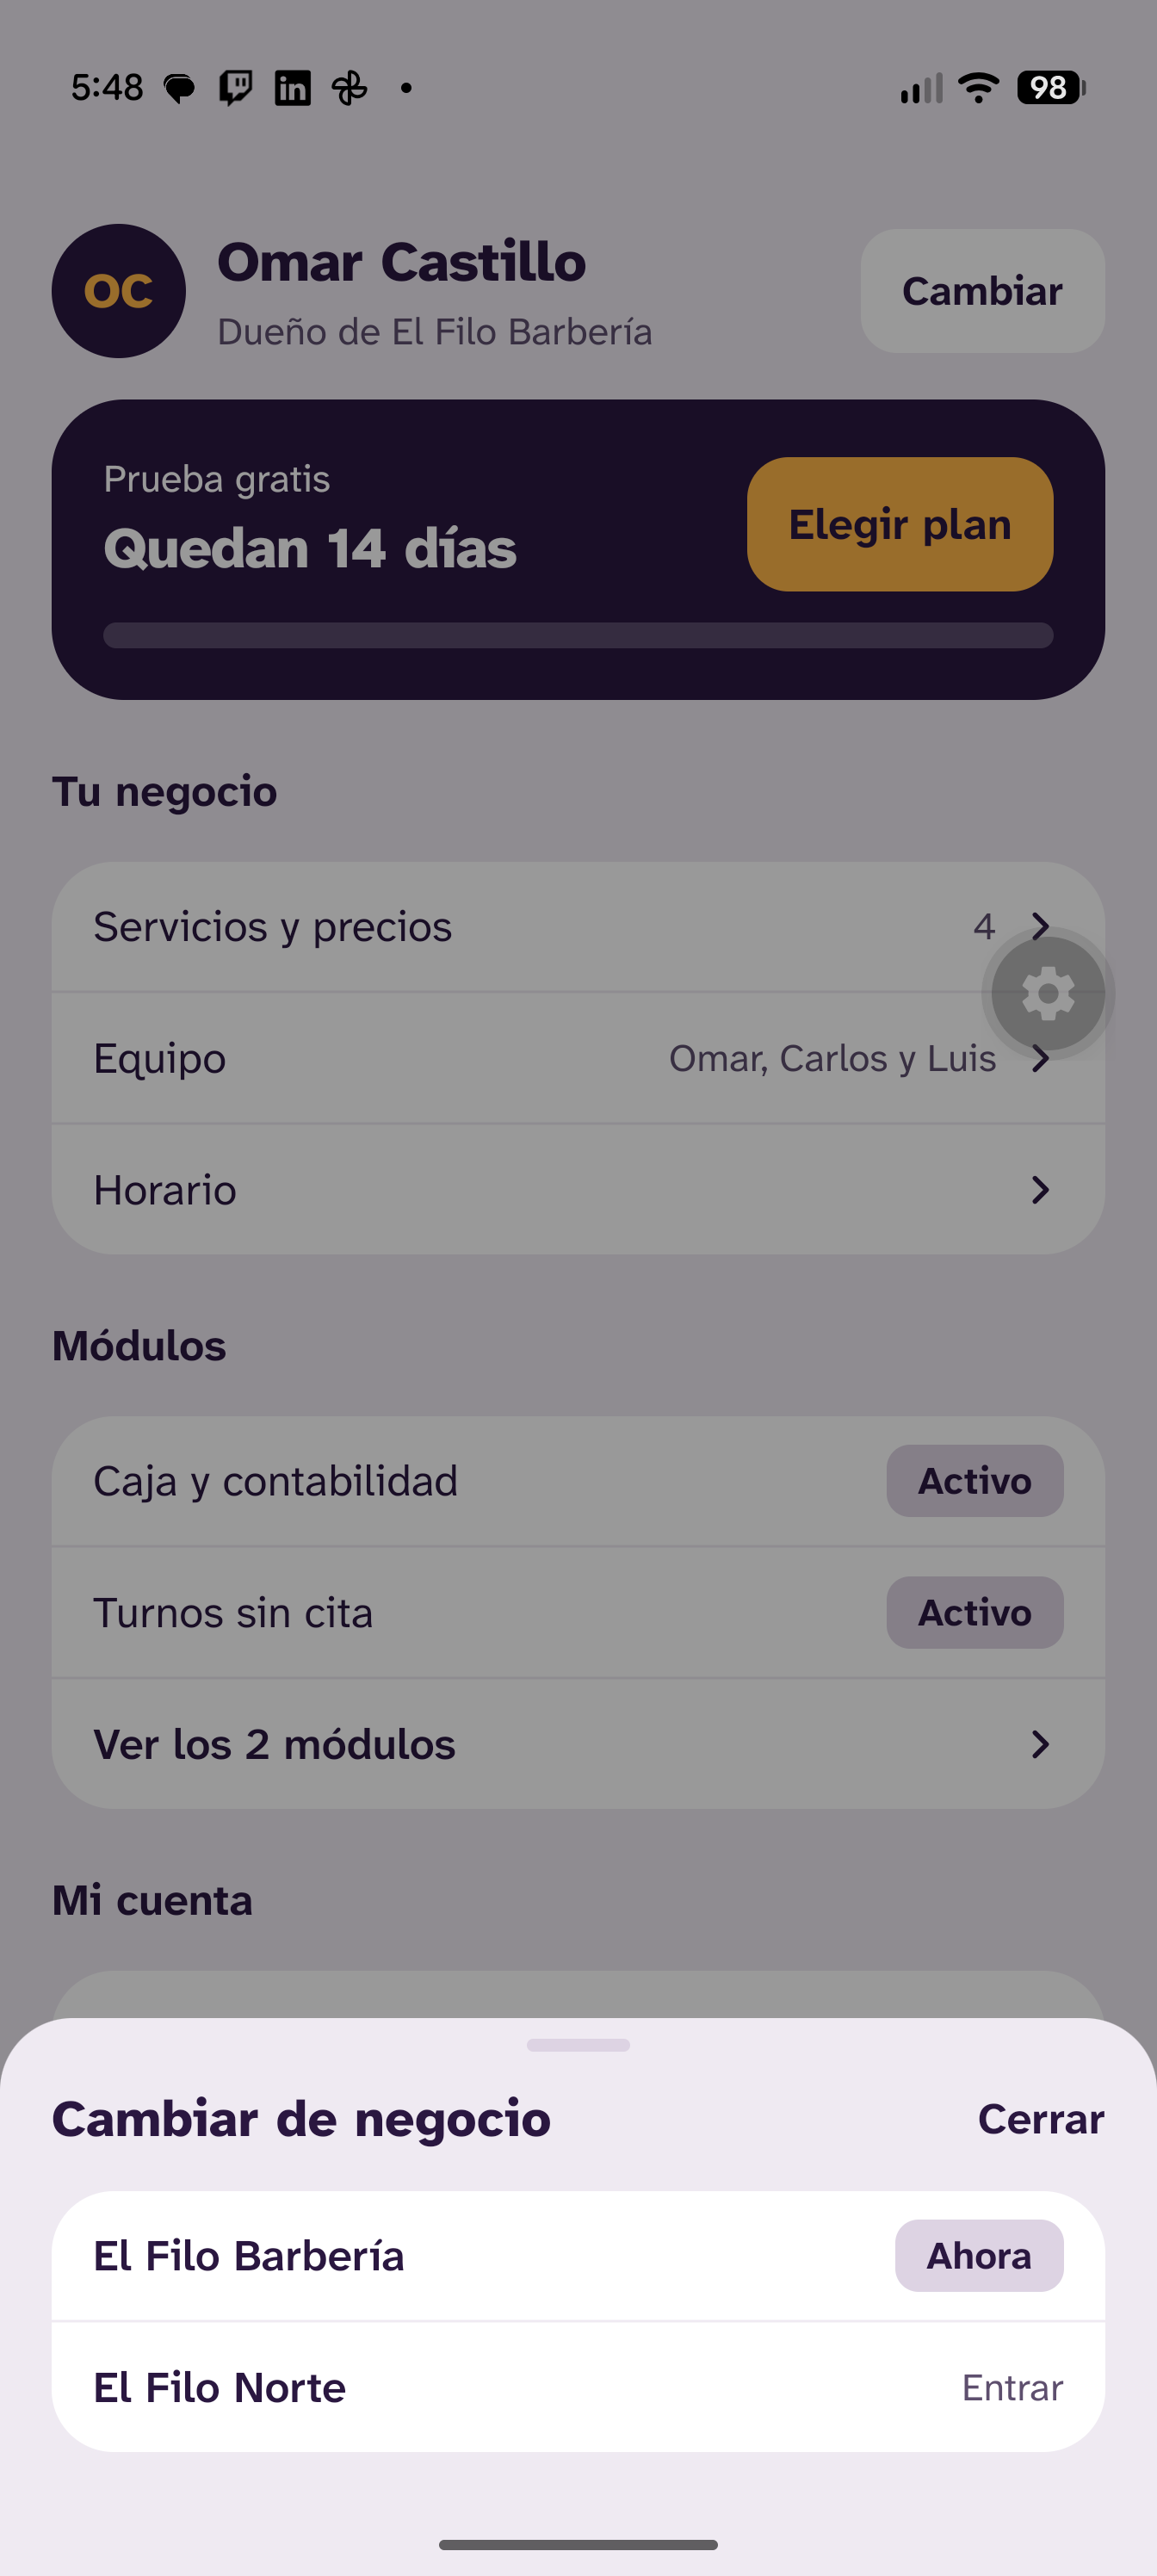 5:48
98
OC
Omar Castillo
Dueño de El Filo Barbería
Cambiar
Prueba gratis
Quedan 14 días
Elegir plan
Tu negocio
Servicios y precios 4
Equipo Omar, Carlos y Luis
Horario
Módulos
Caja y contabilidad Activo
Turnos sin cita Activo
Ver los 2 módulos
Mi cuenta
Cambiar de negocio Cerrar
El Filo Barbería Ahora
El Filo Norte Entrar